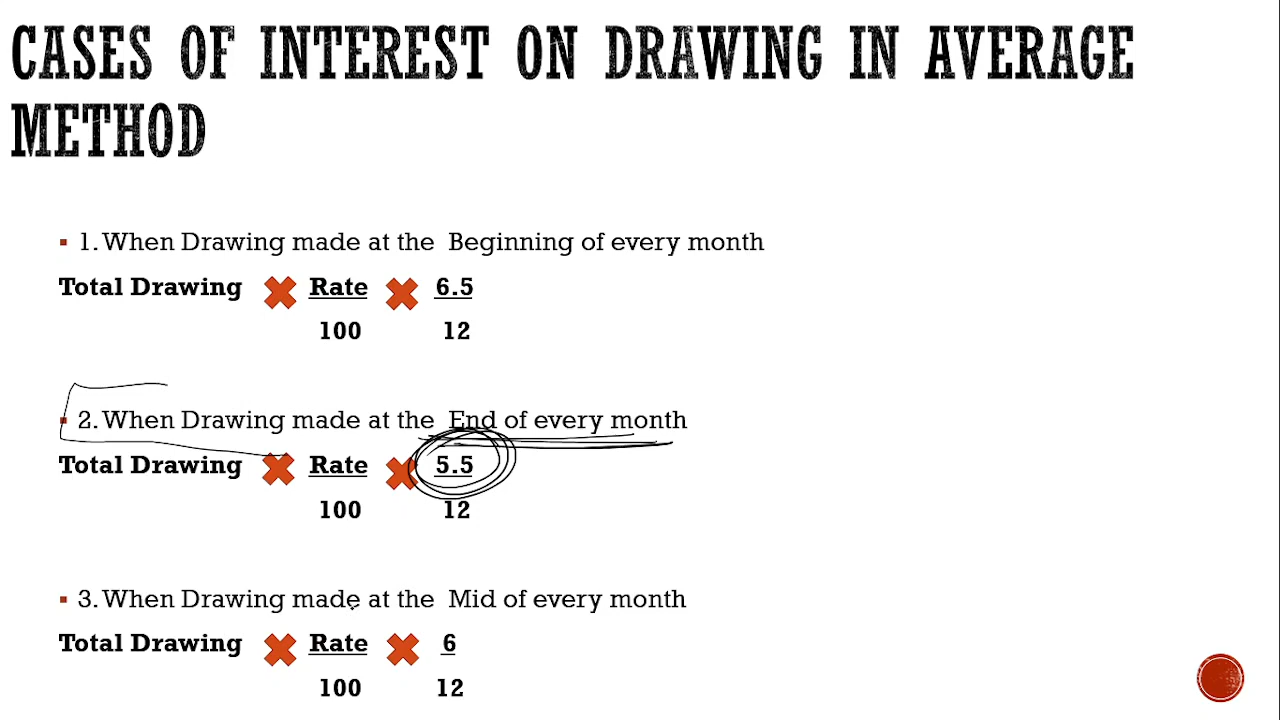 CASES OF INTEREST ON DRAWING IN AVERAGE
METHOD
1. When Drawing made at the Beginning of every month
Total Drawing ✖ Rate ✖ 6.5
100 12
2. When Drawing made at the End of every month
Total Drawing ✖ Rate ✖ 5.5
100 12
3. When Drawing made at the Mid of every month
Total Drawing ✖ Rate ✖ 6
100 12